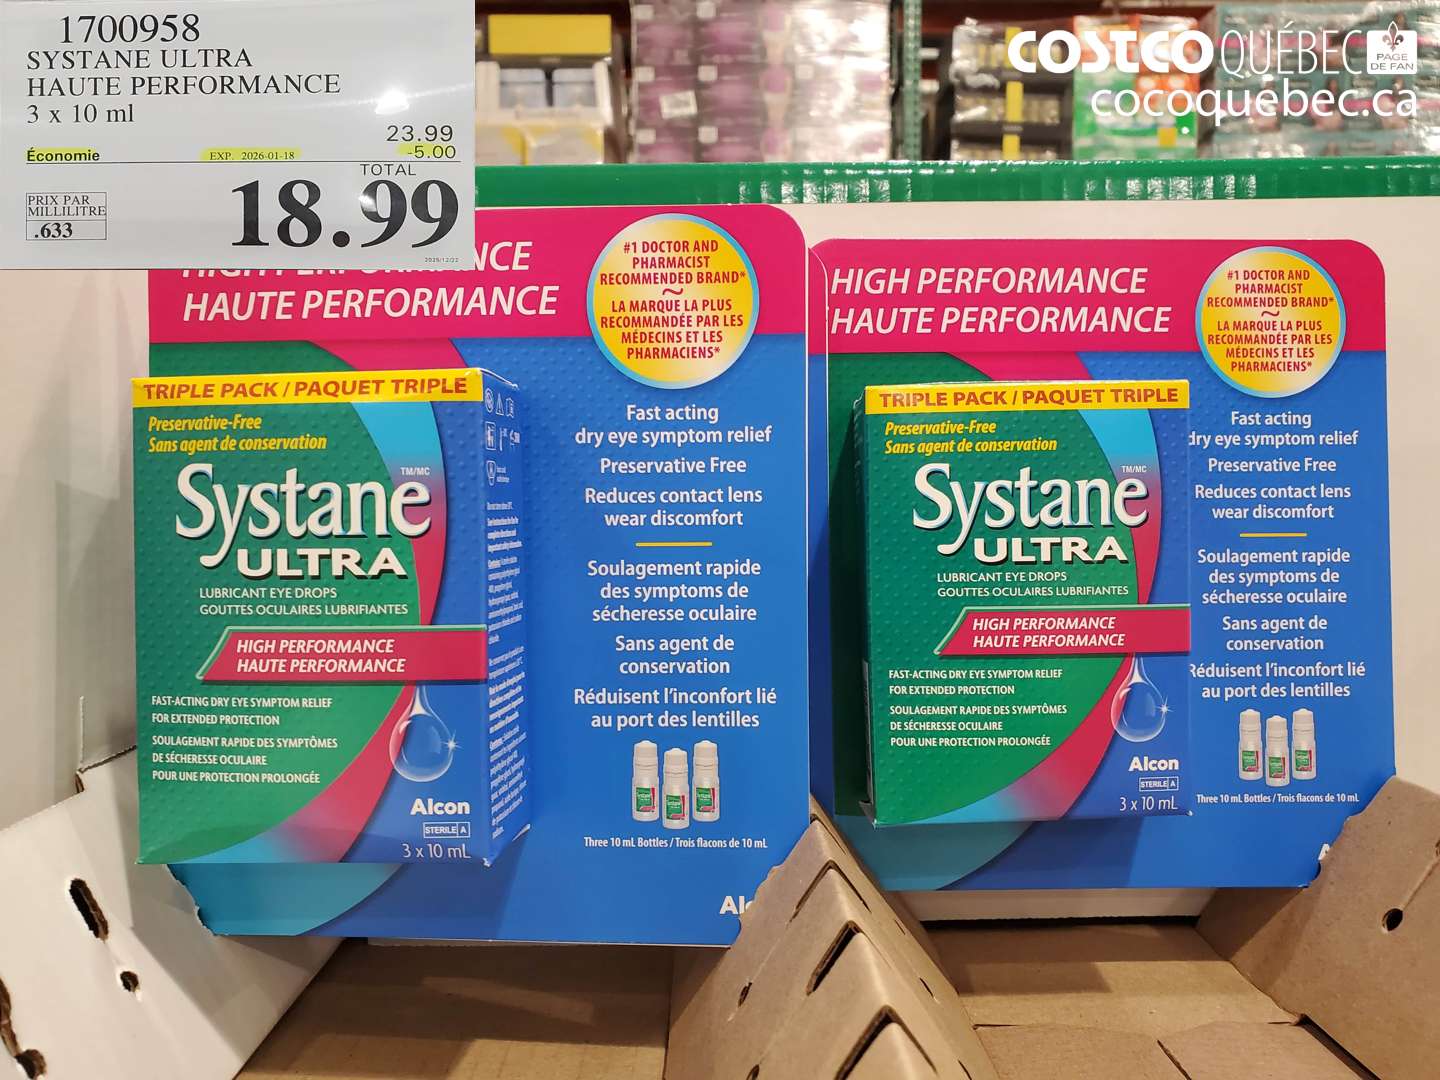 1700958
SYSTANE ULTRA
HAUTE PERFORMANCE
3 x 10 ml
23.99
Économie EXP. 2026-01-18 -5.00
TOTAL
PRIX PAR
MILLILITRE
.633
18.99
2025/12/22
COSTCO QUÉBEC
PAGE
DE FAN
cocoquébec.ca
HIGH PERFORMANCE
HAUTE PERFORMANCE
#1 DOCTOR AND
PHARMACIST
RECOMMENDED BRAND*
~
LA MARQUE LA PLUS
RECOMMANDÉE PAR LES
MÉDECINS ET LES
PHARMACIENS*
TRIPLE PACK / PAQUET TRIPLE
Preservative-Free
Sans agent de conservation
Systane TM/MC
ULTRA
LUBRICANT EYE DROPS
GOUTTES OCULAIRES LUBRIFIANTES
HIGH PERFORMANCE
HAUTE PERFORMANCE
FAST-ACTING DRY EYE SYMPTOM RELIEF
FOR EXTENDED PROTECTION
SOULAGEMENT RAPIDE DES SYMPTÔMES
DE SÉCHERESSE OCULAIRE
POUR UNE PROTECTION PROLONGÉE
Alcon
STERILE A
3 x 10 mL
Fast acting
dry eye symptom relief
Preservative Free
Reduces contact lens
wear discomfort
Soulagement rapide
des symptoms de
sécheresse oculaire
Sans agent de
conservation
Réduisent l'inconfort lié
au port des lentilles
Systane
Systane
Systane
Three 10 mL Bottles / Trois flacons de 10 mL
Alc
HIGH PERFORMANCE
HAUTE PERFORMANCE
#1 DOCTOR AND
PHARMACIST
RECOMMENDED BRAND*
~
LA MARQUE LA PLUS
RECOMMANDÉE PAR LES
MÉDECINS ET LES
PHARMACIENS*
TRIPLE PACK / PAQUET TRIPLE
Preservative-Free
Sans agent de conservation
Systane TM/MC
ULTRA
LUBRICANT EYE DROPS
GOUTTES OCULAIRES LUBRIFIANTES
HIGH PERFORMANCE
HAUTE PERFORMANCE
FAST-ACTING DRY EYE SYMPTOM RELIEF
FOR EXTENDED PROTECTION
SOULAGEMENT RAPIDE DES SYMPTÔMES
DE SÉCHERESSE OCULAIRE
POUR UNE PROTECTION PROLONGÉE
Alcon
STERILE A
3 x 10 mL
Fast acting
dry eye symptom relief
Preservative Free
Reduces contact lens
wear discomfort
Soulagement rapide
des symptoms de
sécheresse oculaire
Sans agent de
conservation
Réduisent l'inconfort lié
au port des lentilles
Three 10 mL Bottles / Trois flacons de 10 mL